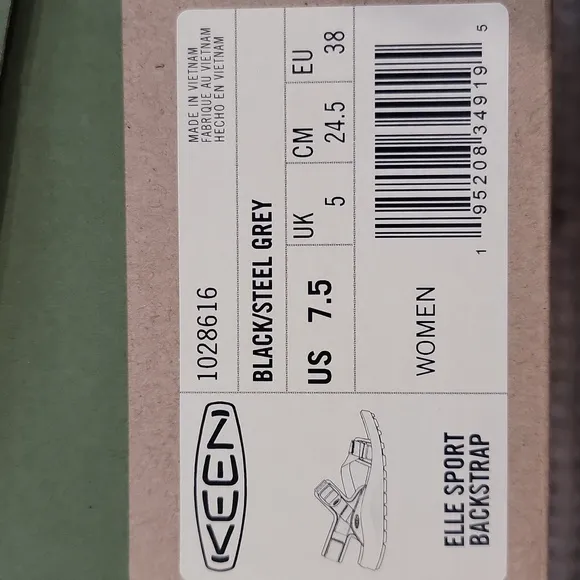 KEEN
1028616
MADE IN VIETNAM
FABRIQUE AU VIETNAM
HECHO EN VIETNAM
BLACK/STEEL GREY
US 7.5
UK 5
CM 24.5
EU 38
ELLE SPORT
BACKSTRAP
WOMEN
1 95208 34919 5